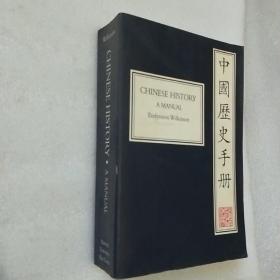 CHINESE HISTORY
A MANUAL
Endymion Wilkinson
中國歷史手册
Wilkinson
CHINESE HISTORY • A MANUAL